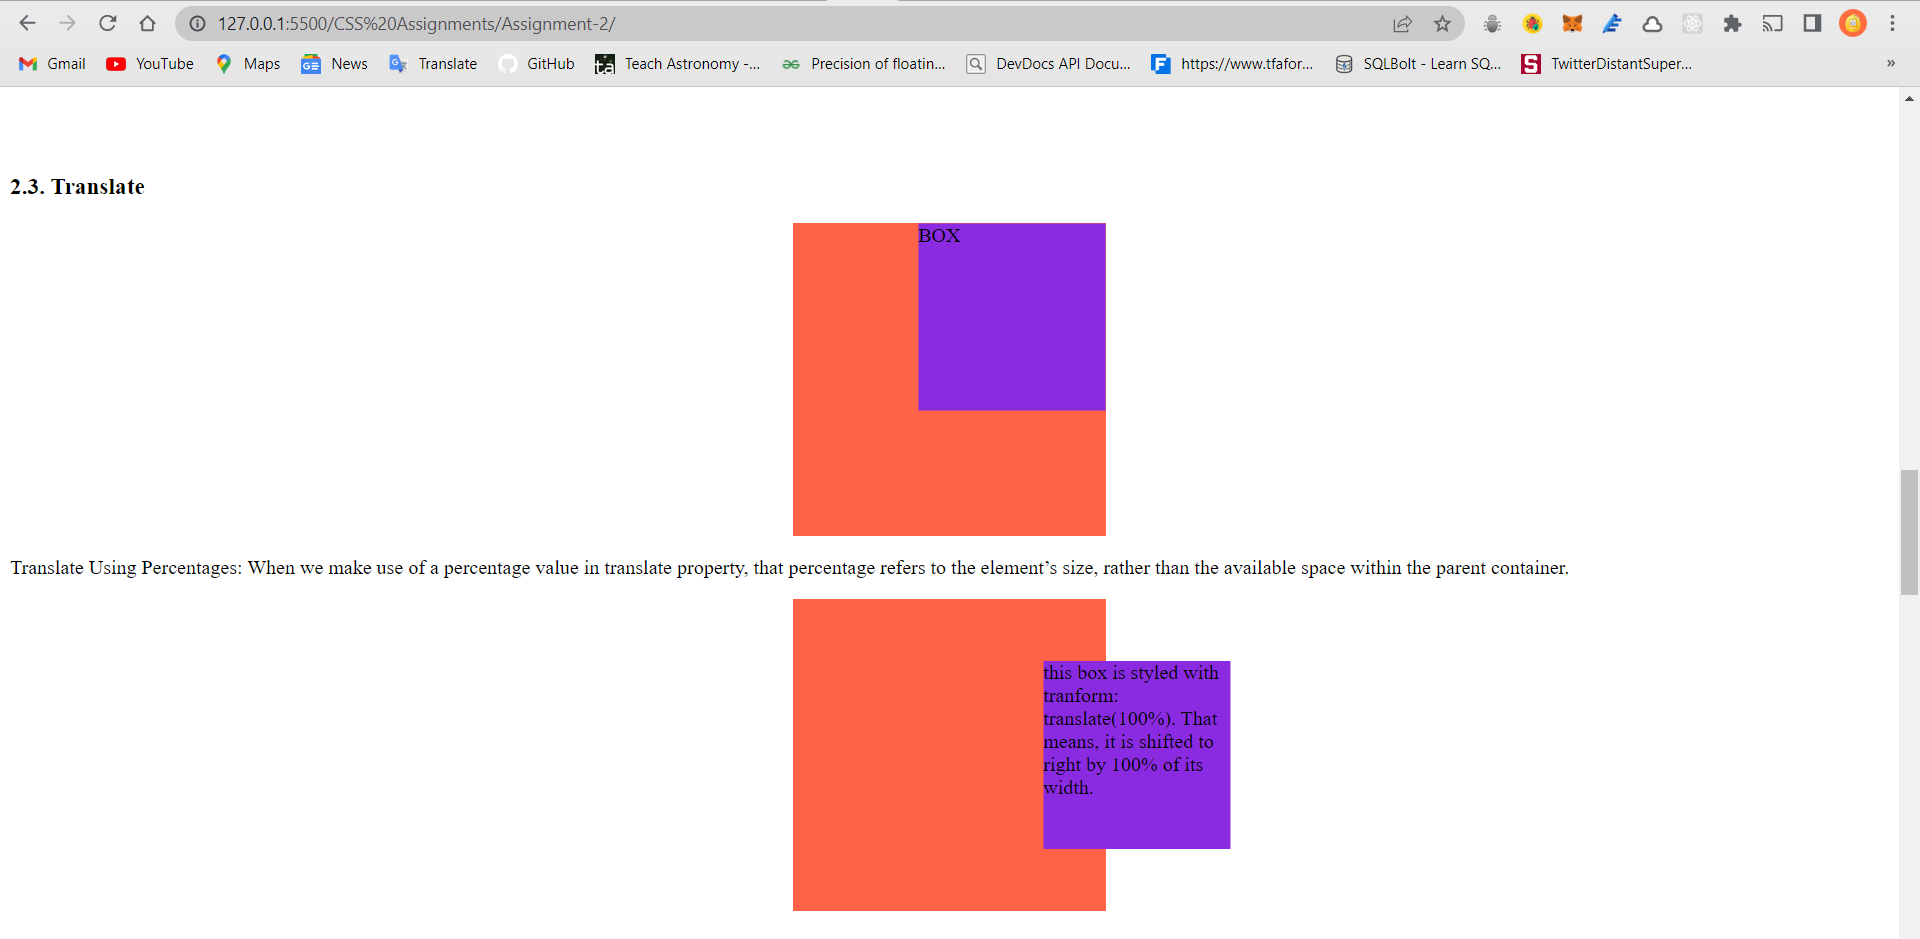 127.0.0.1:5500/CSS%20Assignments/Assignment-2/
Gmail YouTube Maps News Translate GitHub Teach Astronomy -... Precision of floatin... DevDocs API Docu... https://www.tfafor... SQLBolt - Learn SQ... TwitterDistantSuper... »
2.3. Translate
BOX
Translate Using Percentages: When we make use of a percentage value in translate property, that percentage refers to the element’s size, rather than the available space within the parent container.
this box is styled with
tranform:
translate(100%). That
means, it is shifted to
right by 100% of its
width.